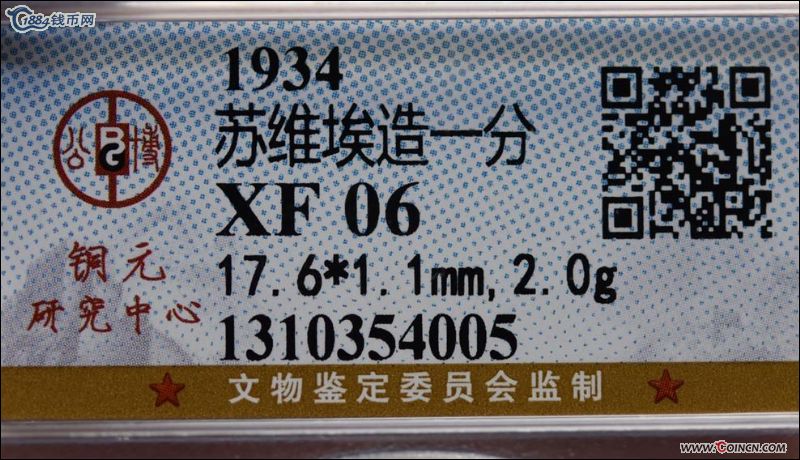 1884钱币网
1934
苏维埃造一分
公博
XF 06
铜元
研究中心
17.6*1.1mm,2.0g
1310354005
文物鉴定委员会监制
WWW.COINCN.COM